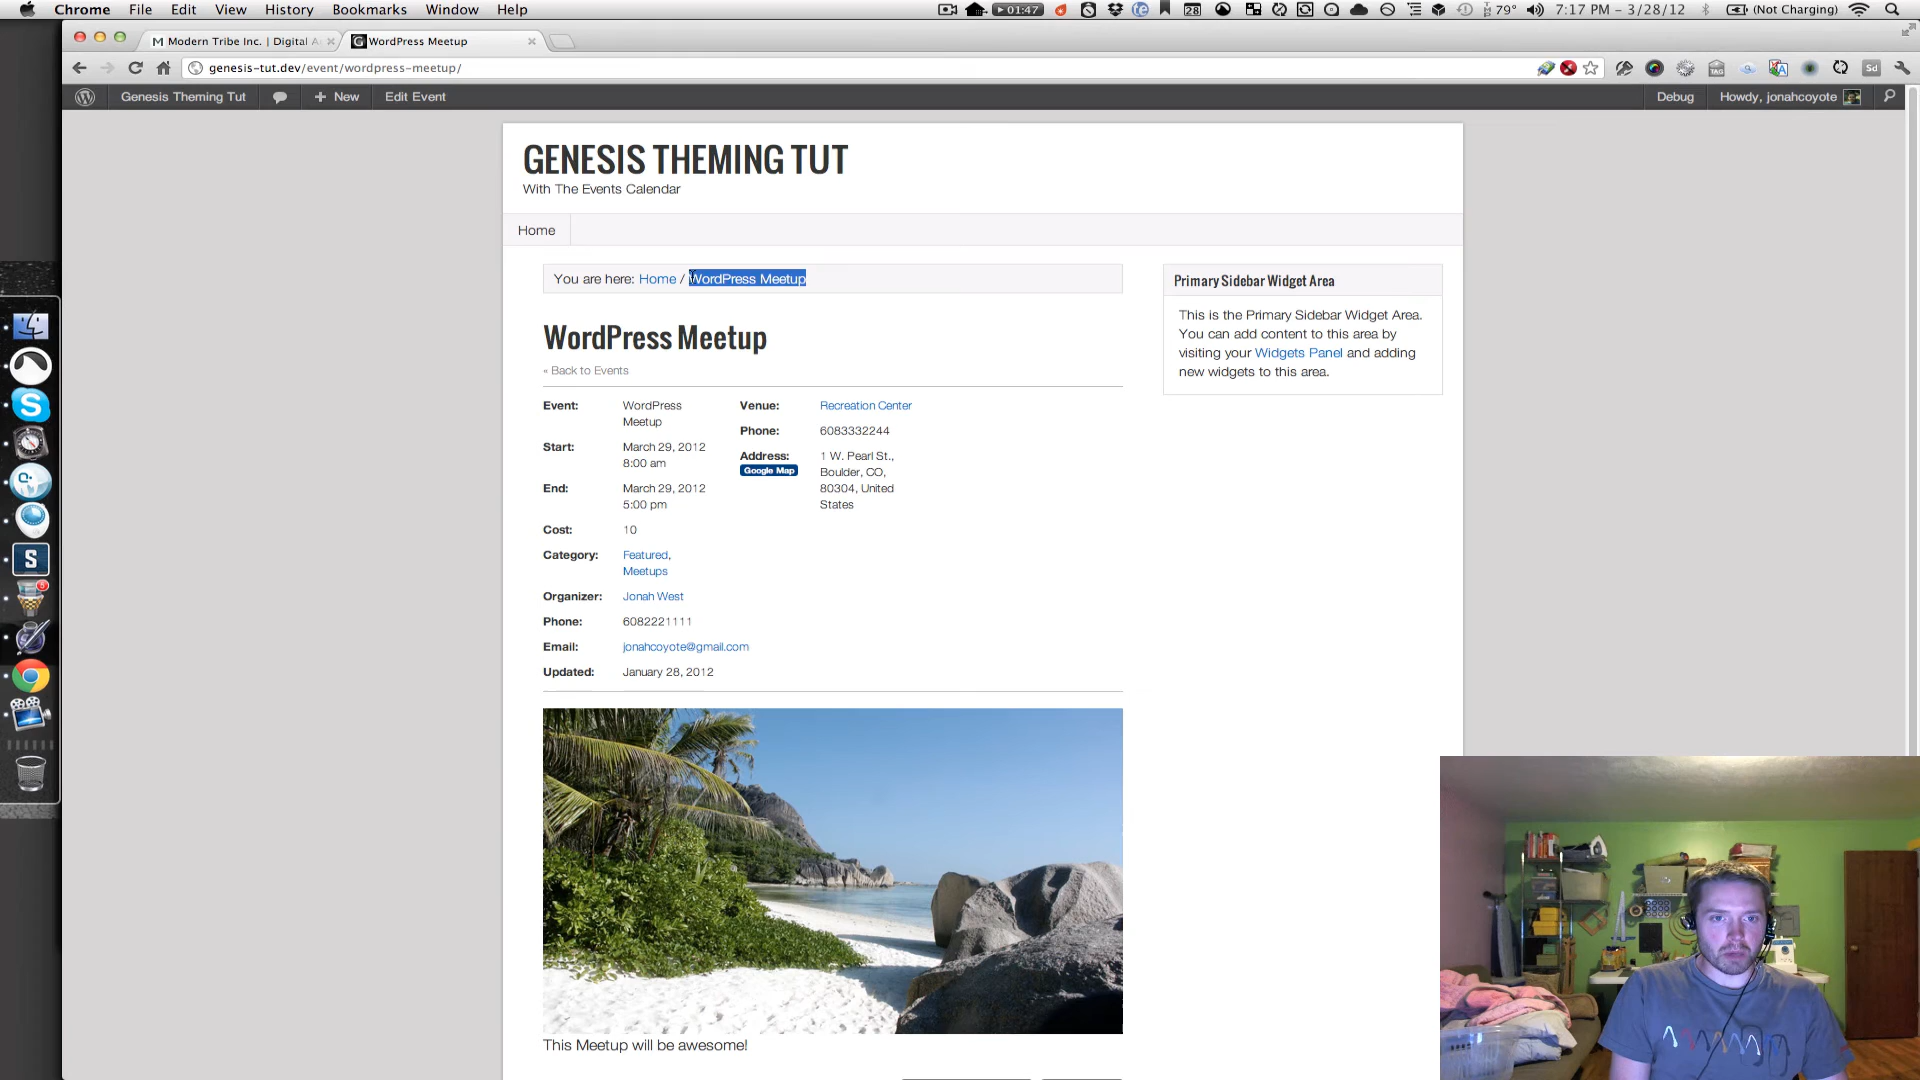 Chrome File Edit View History Bookmarks Window Help
01:47 28 79° 7:17 PM – 3/28/12 (Not Charging)
Modern Tribe Inc. | Digital A
WordPress Meetup
genesis-tut.dev/event/wordpress-meetup/
Genesis Theming Tut + New Edit Event Debug Howdy, jonahcoyote
GENESIS THEMING TUT
With The Events Calendar
Home
You are here: Home / WordPress Meetup
WordPress Meetup
« Back to Events
Event: WordPress
Meetup
Start: March 29, 2012
8:00 am
End: March 29, 2012
5:00 pm
Cost: 10
Category: Featured,
Meetups
Organizer: Jonah West
Phone: 6082221111
Email: jonahcoyote@gmail.com
Updated: January 28, 2012
Venue: Recreation Center
Phone: 6083332244
Address: 1 W. Pearl St.,
Google Map Boulder, CO,
80304, United
States
This Meetup will be awesome!
Primary Sidebar Widget Area
This is the Primary Sidebar Widget Area.
You can add content to this area by
visiting your Widgets Panel and adding
new widgets to this area.